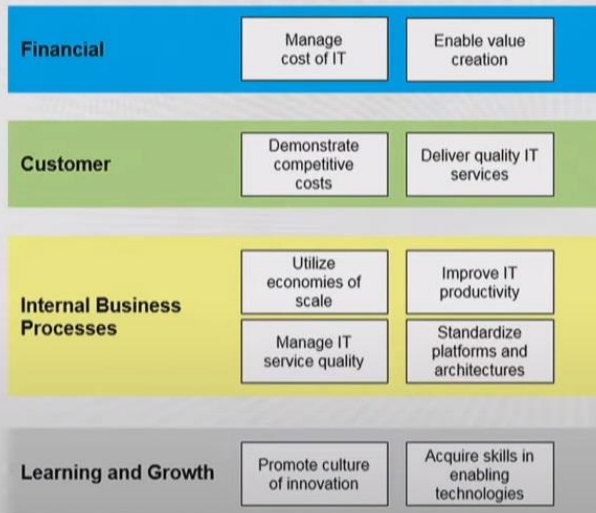 Financial
Manage
cost of IT
Enable value
creation
Customer
Demonstrate
competitive
costs
Deliver quality IT
services
Internal Business
Processes
Utilize
economies of
scale
Improve IT
productivity
Manage IT
service quality
Standardize
platforms and
architectures
Learning and Growth
Promote culture
of innovation
Acquire skills in
enabling
technologies